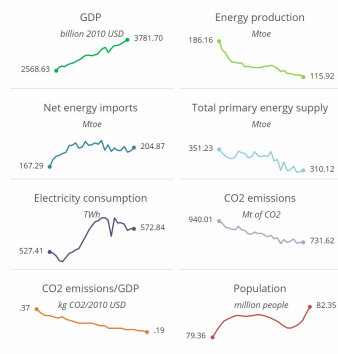 GDP
billion 2010 USD
3781.70
2568.63
Energy production
Mtoe
186.16
115.92
Net energy imports
Mtoe
204.87
167.29
Total primary energy supply
Mtoe
351.23
310.12
Electricity consumption
TWh
572.84
527.41
CO2 emissions
Mt of CO2
940.01
731.62
CO2 emissions/GDP
kg CO2/2010 USD
.37
.19
Population
million people
82.35
79.36